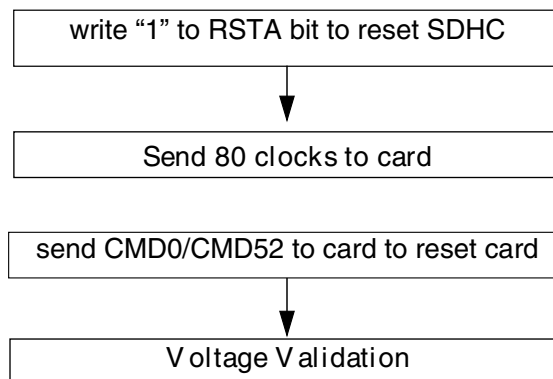 write “1” to RSTA bit to reset SDHC
Send 80 clocks to card
send CMD0/CMD52 to card to reset card
Voltage Validation